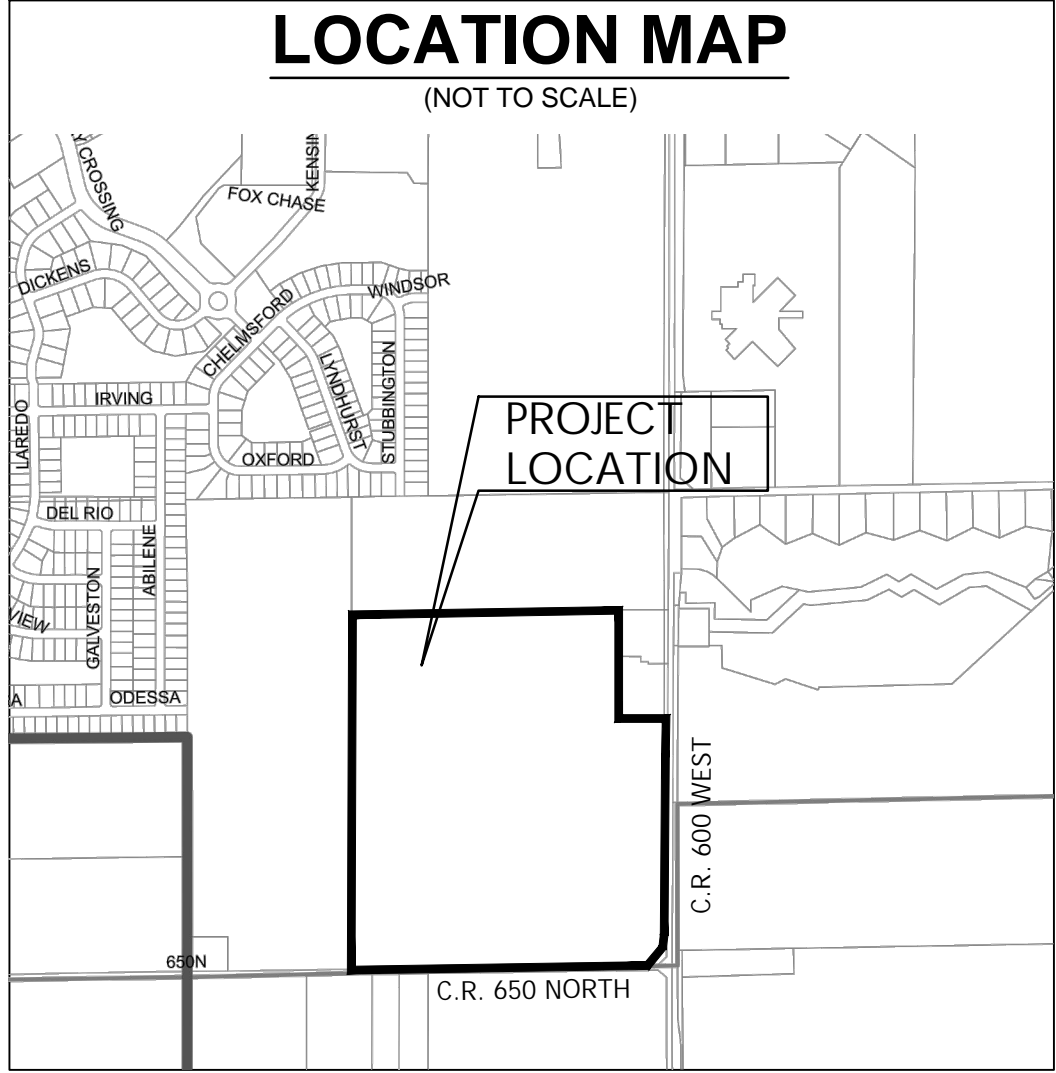 LOCATION MAP
(NOT TO SCALE)
Y CROSSING
KENSIN
FOX CHASE
DICKENS
WINDSOR
CHELMSFORD
LYNDHURST
STUBBINGTON
IRVING
LAREDO
OXFORD
PROJECT
LOCATION
DEL RIO
ABILENE
GALVESTON
VIEW
A
ODESSA
C.R. 600 WEST
650N
C.R. 650 NORTH